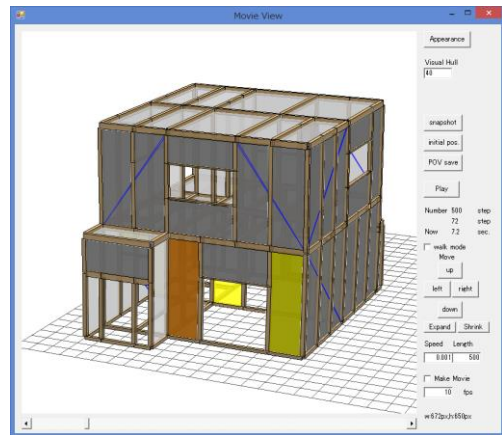 Movie View
Appearance
Visual Hull
40
snapshot
initial pos.
POV save
Play
Number 500 step
72 step
Now 7.2 sec.
walk mode
Move
up
left right
down
Expand Shrink
Speed Length
0.001 500
Make Movie
10 fps
w:672px,h:650px